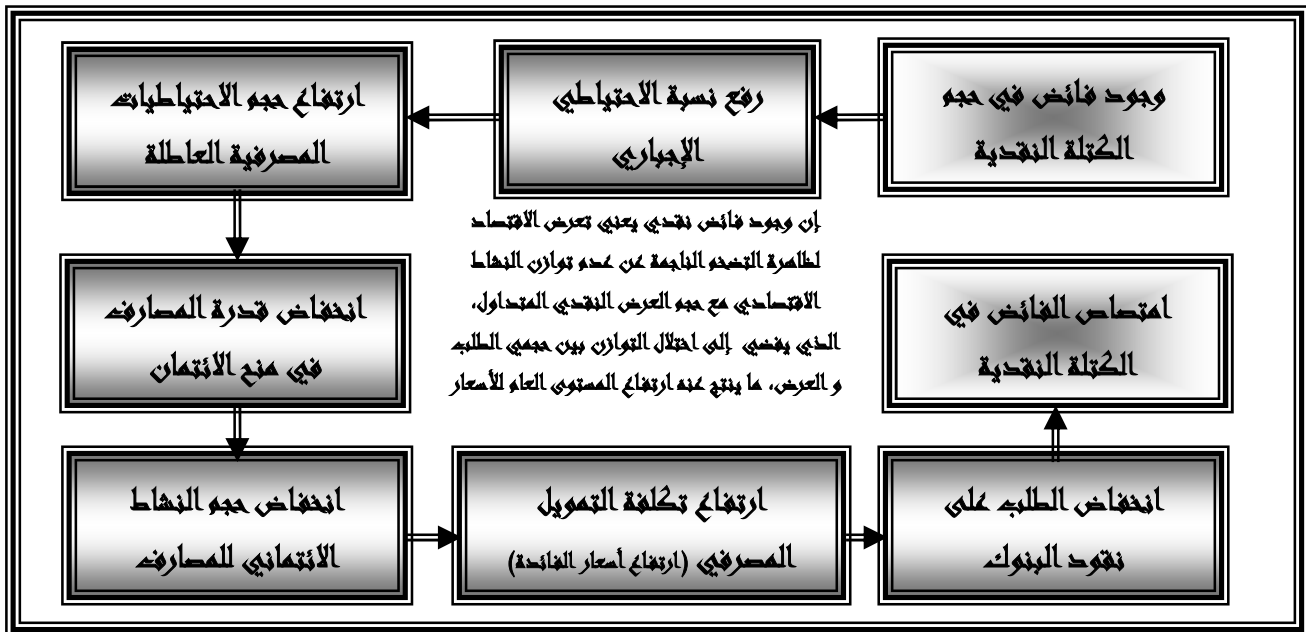 وجود فائض في حجم
الكتلة النقدية
رفع نسبة الاحتياطي
الإجباري
ارتفاع حجم الاحتياطيات
المصرفية العاطلة
انخفاض قدرة المصارف
في منح الائتمان
انخفاض حجم النشاط
الائتماني للمصارف
ارتفاع تكلفة التمويل
المصرفي (ارتفاع أسعار الفائدة)
انخفاض الطلب على
نقود البنوك
امتصاص الفائض في
الكتلة النقدية
إن وجود فائض نقدي يعني تعرض الاقتصاد
لظاهرة التضخم الناجمة عن عدم توازن النشاط
الاقتصادي مع حجم العرض النقدي المتداول،
الذي يفضي إلى اختلال التوازن بين حجمي الطلب
و العرض، ما ينتج عنه ارتفاع المستوى العام للأسعار